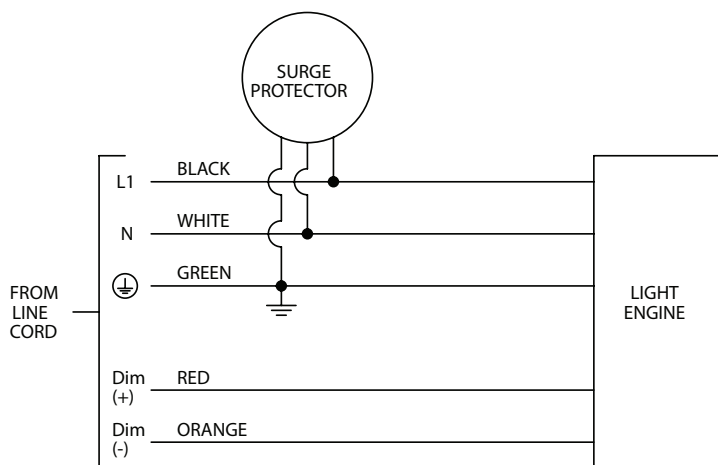 SURGE
PROTECTOR
L1
BLACK
N
WHITE
GREEN
FROM
LINE
CORD
LIGHT
ENGINE
Dim
(+)
RED
Dim
(-)
ORANGE